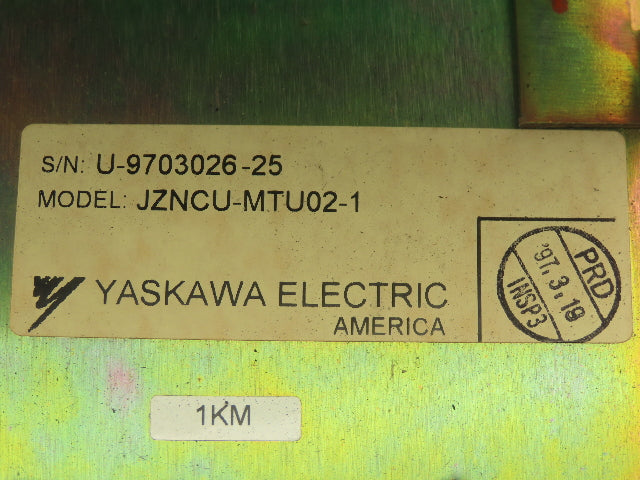 S/N: U-9703026-25
MODEL: JZNCU-MTU02-1
YASKAWA ELECTRIC
AMERICA
PRD
'97.3.19
INSP3
1KM